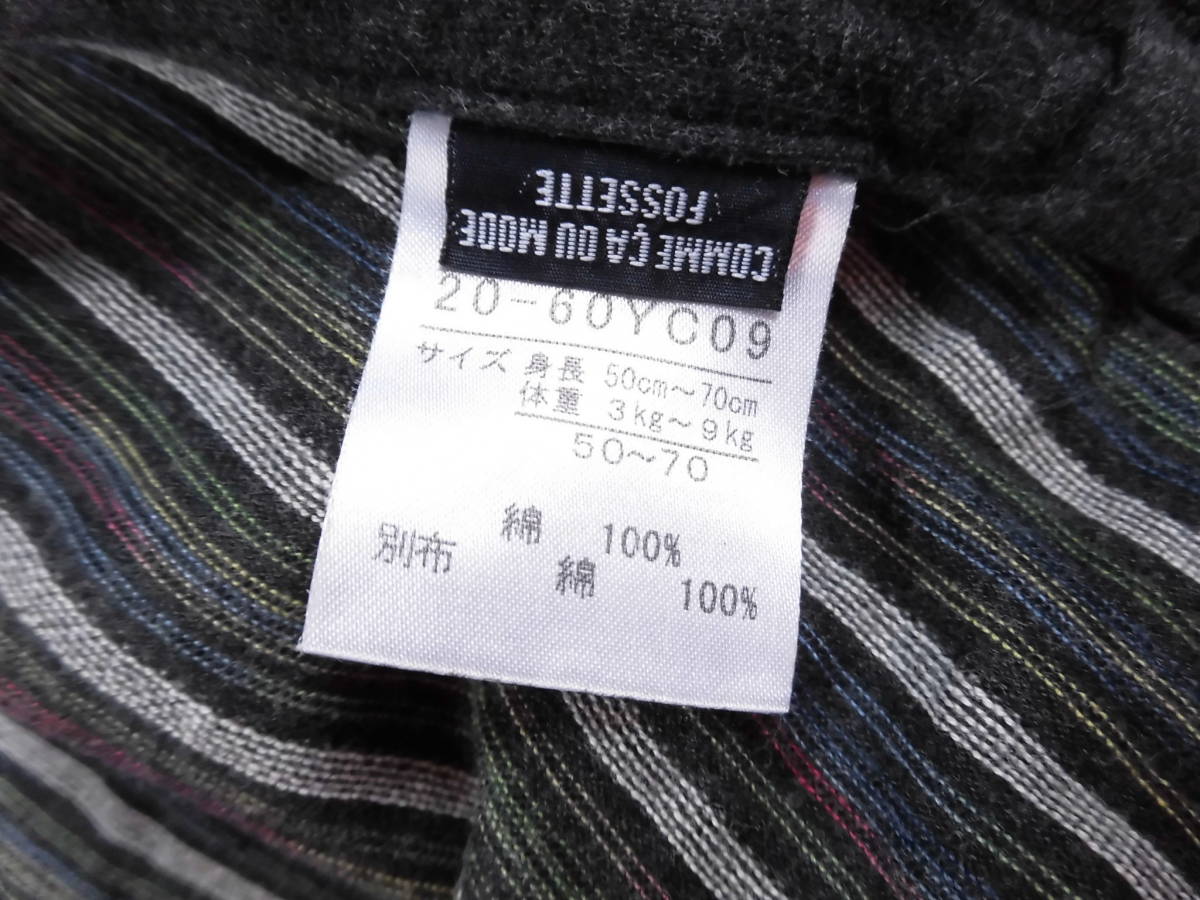 COMME ÇA DU MODE
FOSSETTE
20-60YC09
サイズ 身長 50cm～70cm
体重 3kg～9kg
50～70
綿 100%
別布 綿 100%